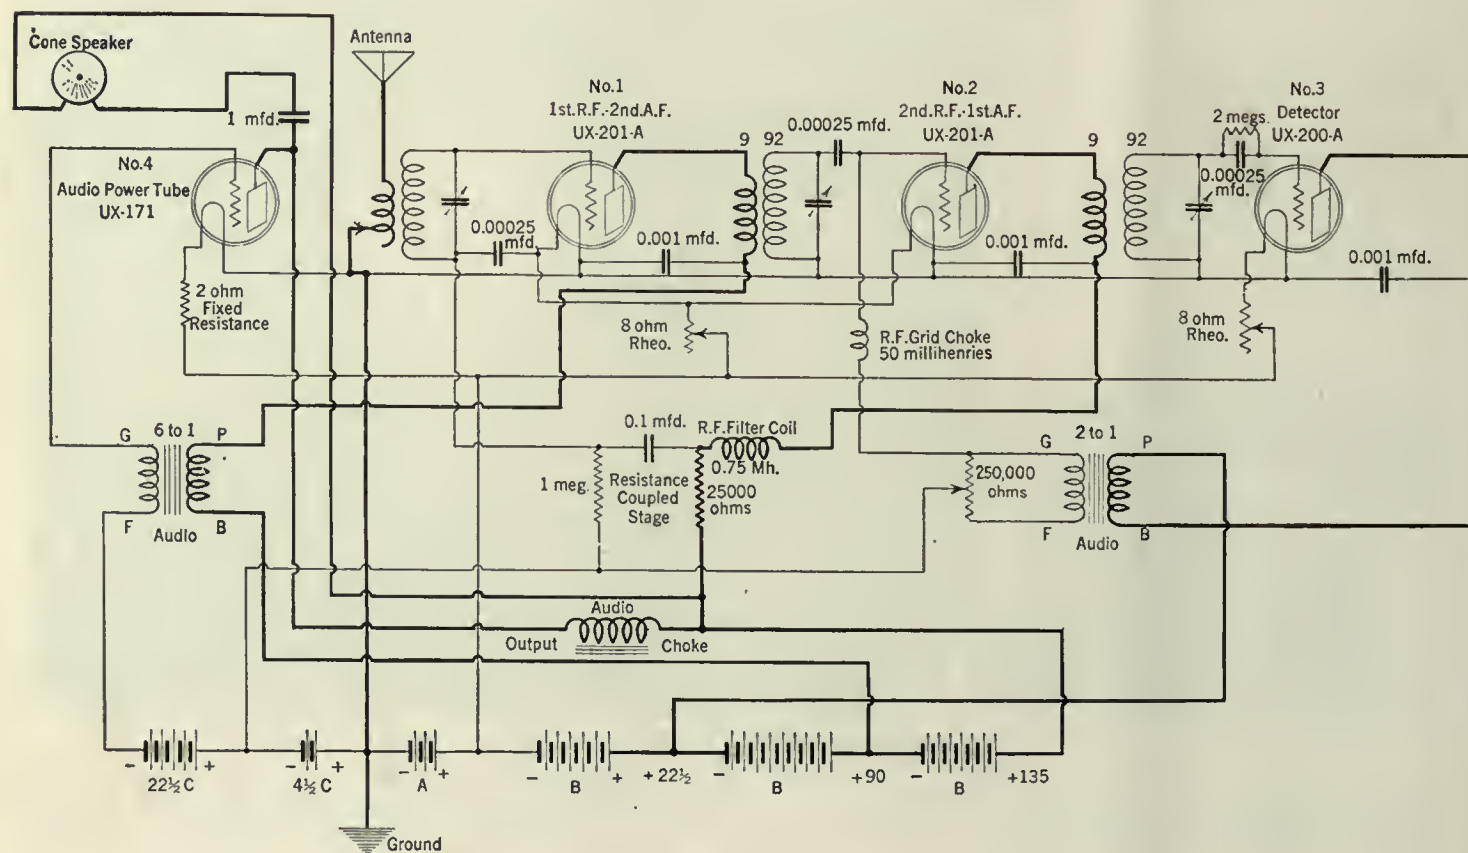 Cone Speaker
Antenna
1 mfd.
No.4
Audio Power Tube
UX-171
No.1
1st.R.F.-2nd.A.F.
UX-201-A
9
92
0.00025 mfd.
No.2
2nd.R.F.-1st.A.F.
UX-201-A
9
92
2 megs.
No.3
Detector
UX-200-A
0.00025
mfd.
0.00025
mfd.
0.001 mfd.
0.001 mfd.
0.001 mfd.
2 ohm
Fixed
Resistance
8 ohm
Rheo.
R.F.Grid Choke
50 millihenries
8 ohm
Rheo.
G
6 to 1
P
F
B
Audio
0.1 mfd.
R.F.Filter Coil
0.75 Mh.
1 meg.
Resistance
Coupled
Stage
25000
ohms
G
2 to 1
P
250,000
ohms
F
B
Audio
Audio
Output
Choke
- +
22½ C
- +
4½ C
- +
A
- +
B
+22½
-
B
+90
-
B
+135
Ground